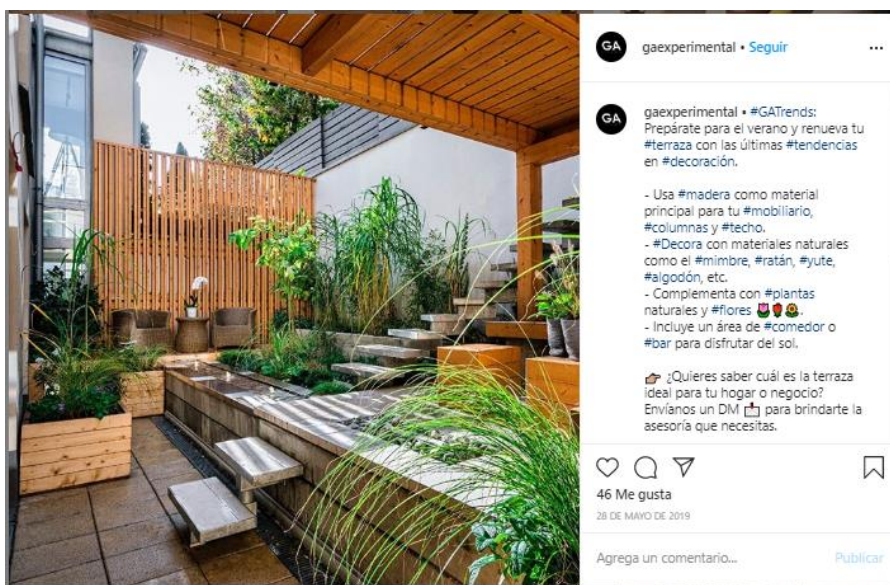 GA gaexperimental • Seguir ...
GA gaexperimental • #GATrends:
Prepárate para el verano y renueva tu
#terraza con las últimas #tendencias
en #decoración.
- Usa #madera como material
principal para tu #mobiliario,
#columnas y #techo.
- #Decora con materiales naturales
como el #mimbre, #ratán, #yute,
#algodón, etc.
- Complementa con #plantas
naturales y #flores 🌷🌹🌻.
- Incluye un área de #comedor o
#bar para disfrutar del sol.
👉🏽 ¿Quieres saber cuál es la terraza
ideal para tu hogar o negocio?
Envíanos un DM 📩 para brindarte la
asesoría que necesitas.
46 Me gusta
28 DE MAYO DE 2019
Agrega un comentario... Publicar